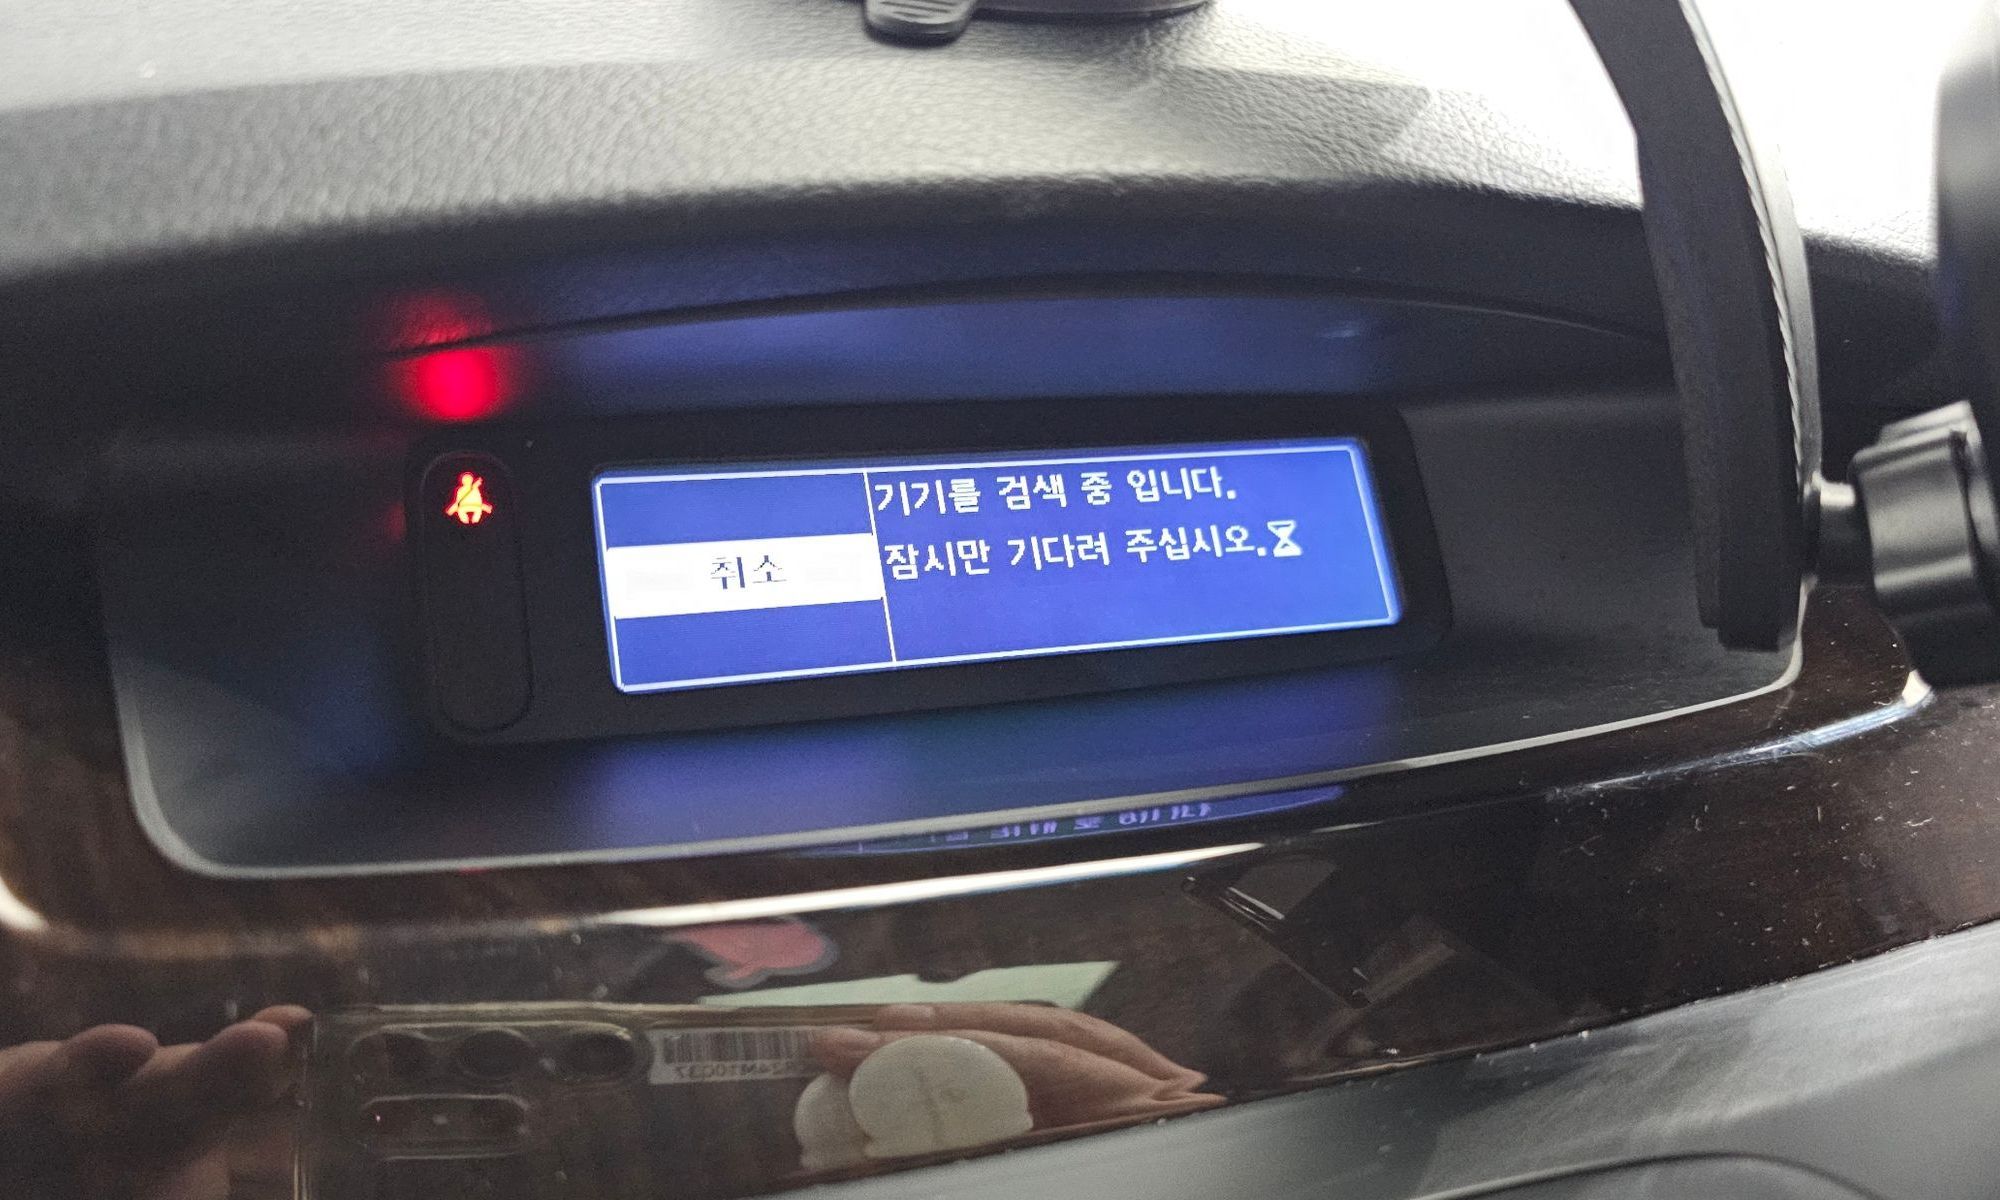 기기를 검색 중 입니다.
취소
잠시만 기다려 주십시오.